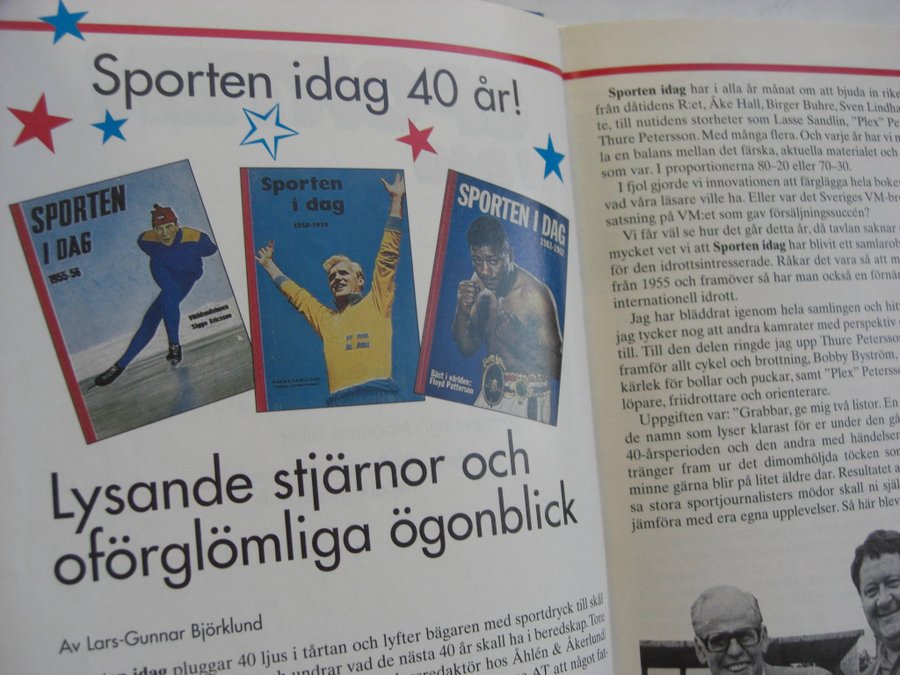 Sporten idag 40 år!
SPORTEN
I DAG
1955-56
Världsmästaren
Sigge Ericsson
Sporten
i dag
1958-1959
SPORTEN I DAG
1961-1962
Bäst i världen:
Floyd Patterson
Lysande stjärnor och
oförglömliga ögonblick
Av Lars-Gunnar Björklund
idag pluggar 40 ljus i tårtan och lyfter bägaren med sportdryck till skål
undrar vad de nästa 40 år skall ha i beredskap. Tore
redaktör hos Åhlén & Åkerlund
AT att något fat-
Sporten idag har i alla år månat om att bjuda in
från dåtidens R:et, Åke Hall, Birger Buhre, Sven
te, till nutidens storheter som Lasse Sandlin, "Plex"
Thure Petersson. Med många flera. Och varje år har vi
la en balans mellan det färska, aktuella materialet och
som var. I proportionerna 80–20 eller 70–30.
I fjol gjorde vi innovationen att färglägga hela boken
vad våra läsare ville ha. Eller var det Sveriges VM-
satsning på VM:et som gav försäljningssuccén?
Vi får väl se hur det går detta år, då tavlan saknar
mycket vet vi att Sporten idag har blivit ett
för den idrottsintresserade. Råkar det vara så att
från 1955 och framöver så har man också en
internationell idrott.
Jag har bläddrat igenom hela samlingen och
jag tycker nog att andra kamrater med perspektiv
till. Till den delen ringde jag upp Thure
framför allt cykel och brottning, Bobby Byström,
kärlek för bollar och puckar, samt "Plex"
löpare, friidrottare och orienterare.
Uppgiften var: "Grabbar, ge mig två listor. En
de namn som lyser klarast för er under den
40-årsperioden och den andra med händelser
tränger fram ur det dimomhöljda töcken som
minne gärna blir på litet äldre dar. Resultatet
sa stora sportjournalisters mödor skall ni
jämföra med era egna upplevelser. Så här blev